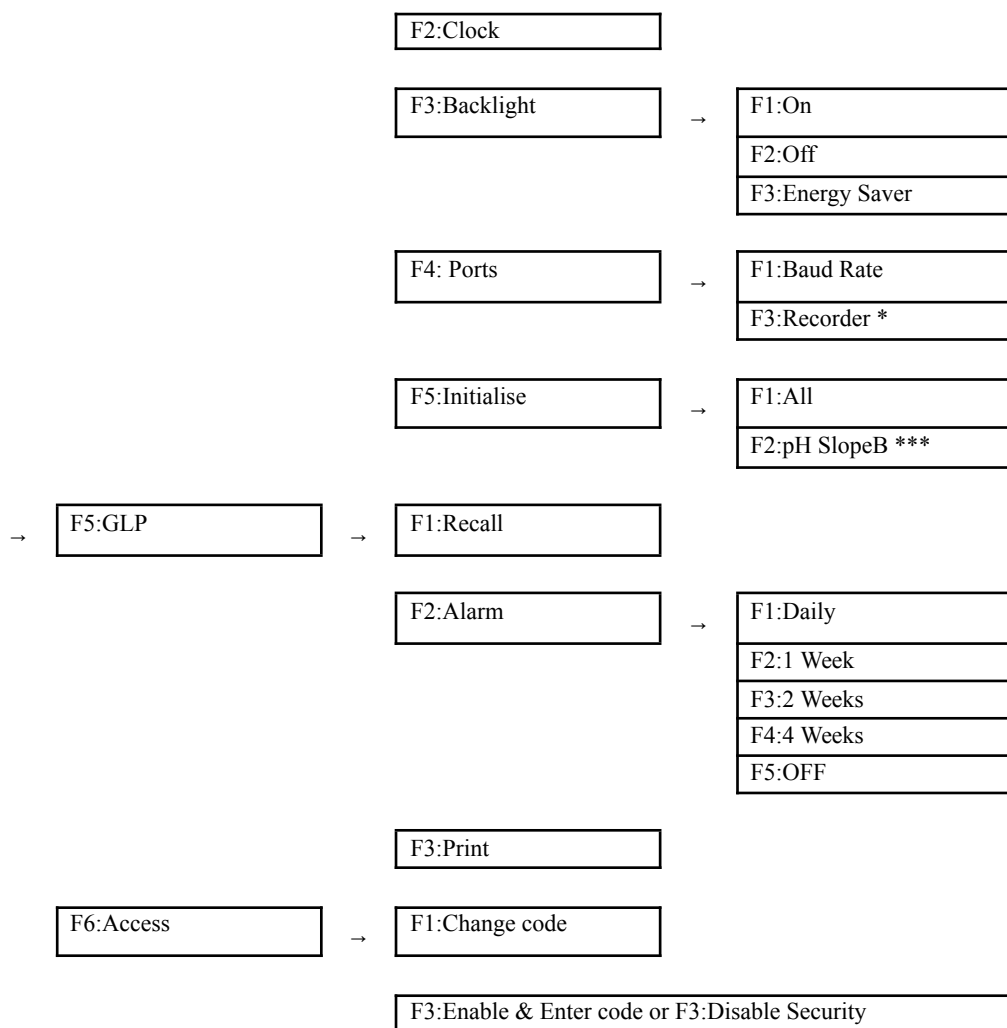 F2:Clock
F3:Backlight → F1:On
F2:Off
F3:Energy Saver
F4: Ports → F1:Baud Rate
F3:Recorder *
F5:Initialise → F1:All
F2:pH SlopeB ***
→ F5:GLP → F1:Recall
F2:Alarm → F1:Daily
F2:1 Week
F3:2 Weeks
F4:4 Weeks
F5:OFF
F3:Print
F6:Access → F1:Change code
F3:Enable & Enter code or F3:Disable Security